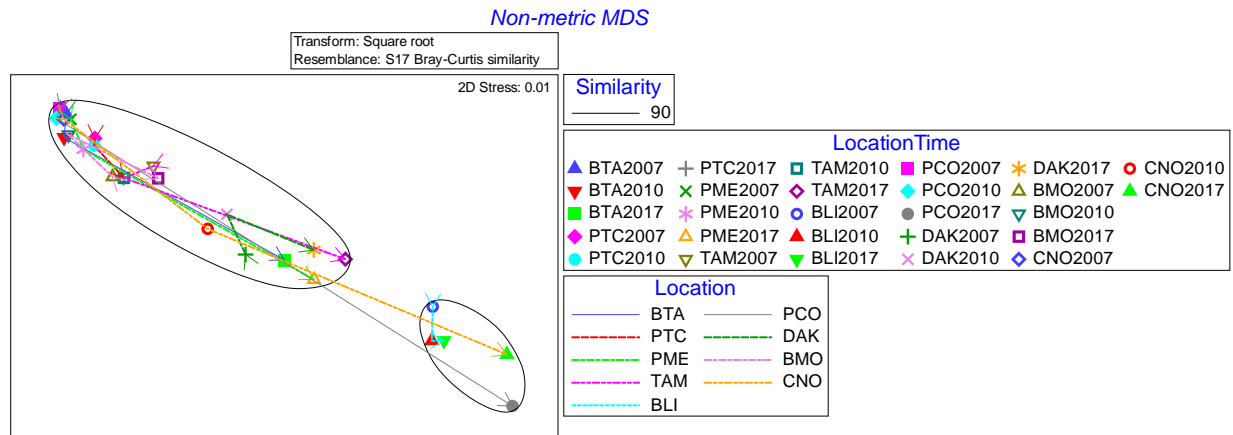 Non-metric MDS
Transform: Square root
Resemblance: S17 Bray-Curtis similarity
2D Stress: 0.01
Similarity
90
LocationTime
BTA2007 PTC2017 TAM2010 PCO2007 DAK2017 CNO2010
BTA2010 PME2007 TAM2017 PCO2010 BMO2007 CNO2017
BTA2017 PME2010 BLI2007 PCO2017 BMO2010
PTC2007 PME2017 BLI2010 DAK2007 BMO2017
PTC2010 TAM2007 BLI2017 DAK2010 CNO2007
Location
BTA PCO
PTC DAK
PME BMO
TAM CNO
BLI